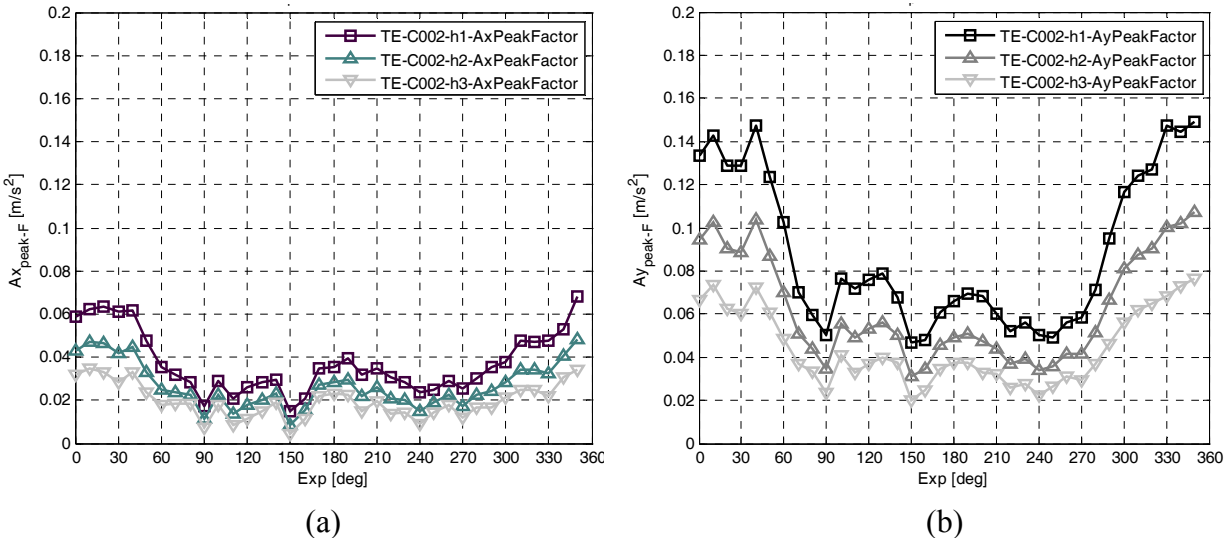 0.2
0.18
0.16
0.14
0.12
0.1
0.08
0.06
0.04
0.02
0
Ax_peak-F [m/s²]
TE-C002-h1-AxPeakFactor
TE-C002-h2-AxPeakFactor
TE-C002-h3-AxPeakFactor
0 30 60 90 120 150 180 210 240 270 300 330 360
Exp [deg]
(a)
0.2
0.18
0.16
0.14
0.12
0.1
0.08
0.06
0.04
0.02
0
Ay_peak-F [m/s²]
TE-C002-h1-AyPeakFactor
TE-C002-h2-AyPeakFactor
TE-C002-h3-AyPeakFactor
0 30 60 90 120 150 180 210 240 270 300 330 360
Exp [deg]
(b)